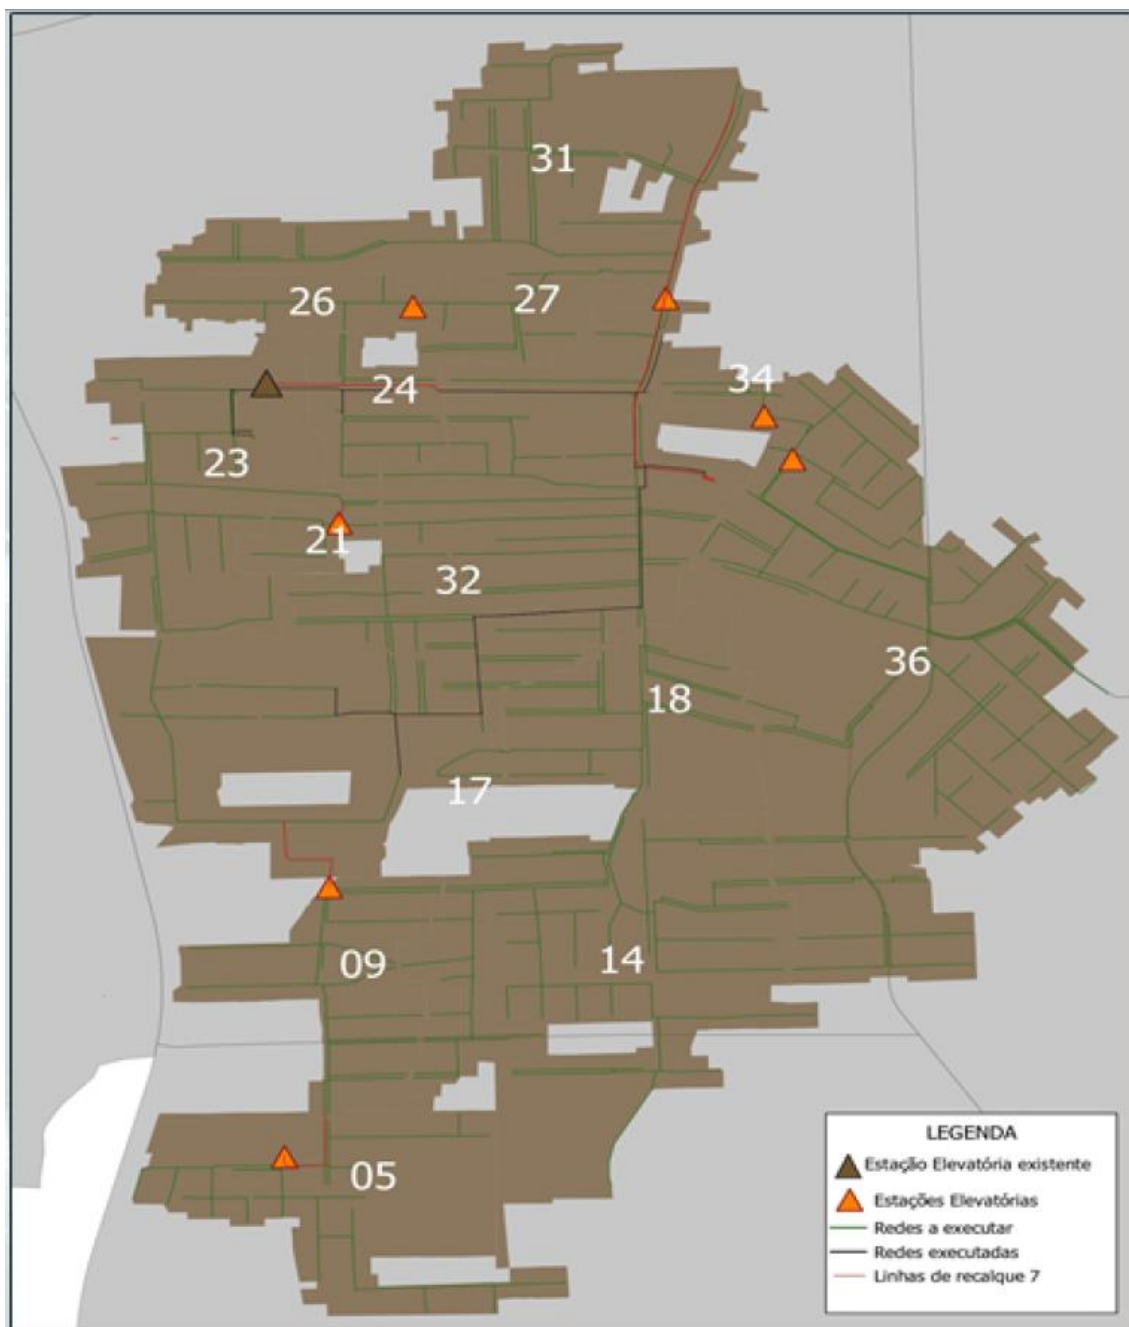 31
26
27
34
24
23
21
32
36
18
17
09
14
05
LEGENDA
Estação Elevatória existente
Estações Elevatórias
Redes a executar
Redes executadas
Linhas de recalque 7